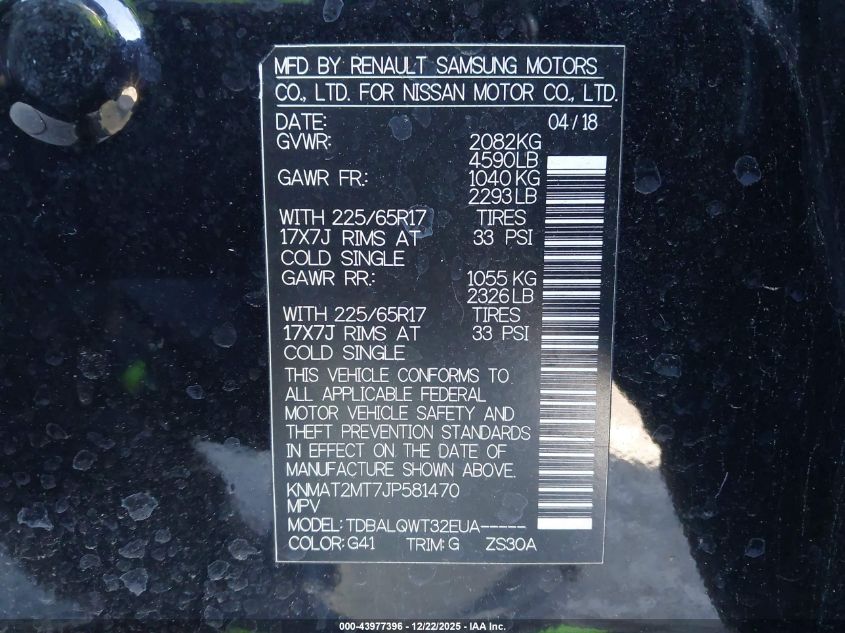 MFD BY RENAULT SAMSUNG MOTORS
CO., LTD. FOR NISSAN MOTOR CO., LTD.
DATE: 04/18
GVWR: 2082KG
4590LB
GAWR FR.: 1040KG
2293LB
WITH 225/65R17 TIRES
17X7J RIMS AT 33 PSI
COLD SINGLE
GAWR RR.: 1055 KG
2326LB
WITH 225/65R17 TIRES
17X7J RIMS AT 33 PSI
COLD SINGLE
THIS VEHICLE CONFORMS TO
ALL APPLICABLE FEDERAL
MOTOR VEHICLE SAFETY AND
THEFT PREVENTION STANDARDS
IN EFFECT ON THE DATE OF
MANUFACTURE SHOWN ABOVE.
KNMAT2MT7JP581470
MPV
MODEL: TDBALQWT32EUA-----
COLOR: G41 TRIM: G ZS30A
000-43977396 - 12/22/2025 - IAA Inc.